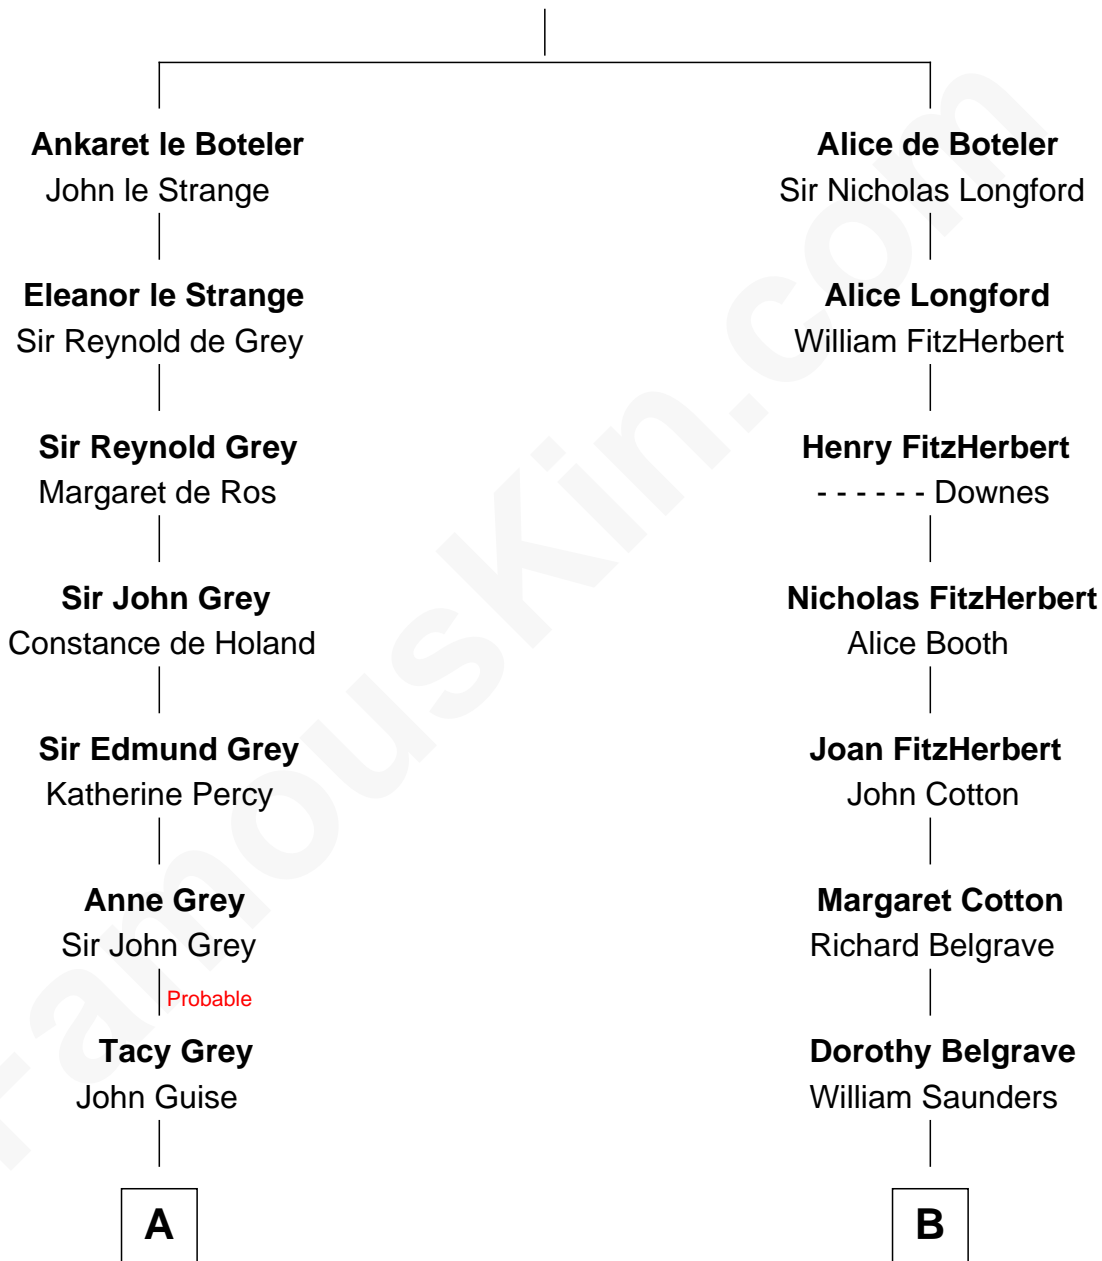 Ankaret le Boteler
John le Strange
Eleanor le Strange
Sir Reynold de Grey
Sir Reynold Grey
Margaret de Ros
Sir John Grey
Constance de Holand
Sir Edmund Grey
Katherine Percy
Anne Grey
Sir John Grey
Probable
Tacy Grey
John Guise
A
Alice de Boteler
Sir Nicholas Longford
Alice Longford
William FitzHerbert
Henry FitzHerbert
- - - - - - Downes
Nicholas FitzHerbert
Alice Booth
Joan FitzHerbert
John Cotton
Margaret Cotton
Richard Belgrave
Dorothy Belgrave
William Saunders
B
FamousKin.com